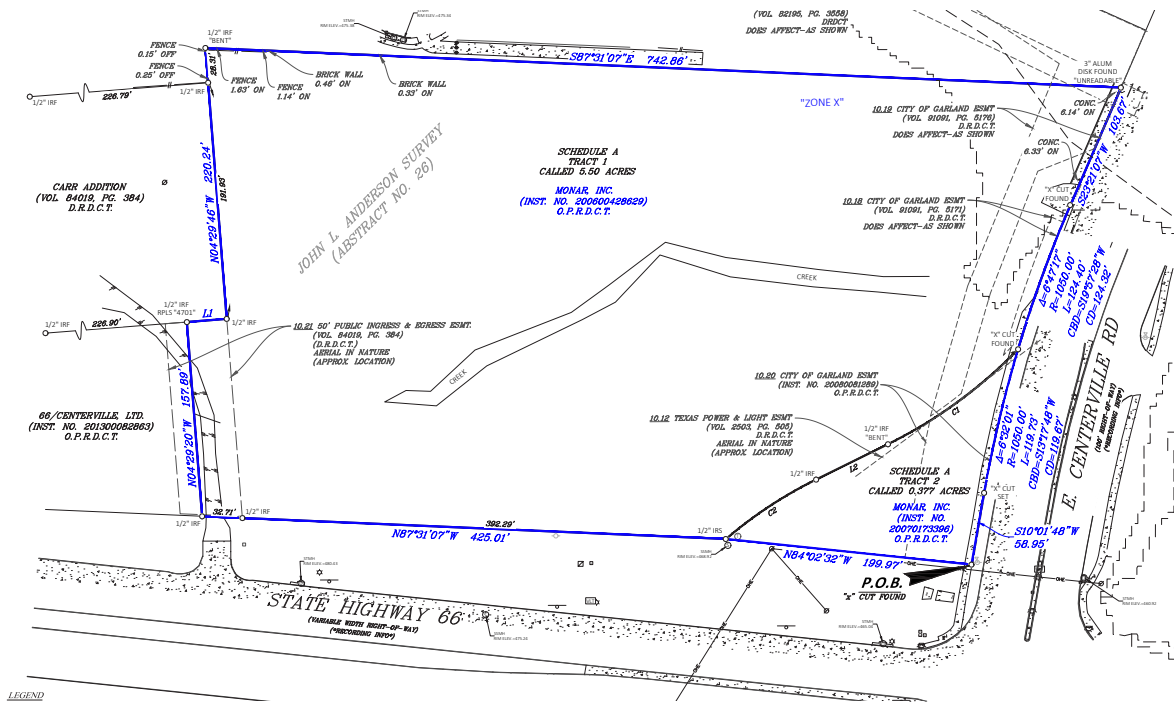 (VOL 82195, PG. 3558)
DRDCT
DOES AFFECT-AS SHOWN
STMH
RIM ELEV.=475.30
1/2" IRF
"BENT"
FENCE
0.15' OFF
FENCE
0.25' OFF
28.31'
1/2" IRF
226.79'
1/2" IRF
FENCE
1.63' ON
FENCE
1.14' ON
BRICK WALL
0.46' ON
BRICK WALL
0.33' ON
S87°31'07"E 742.86'
3" ALUM
DISK FOUND
"UNREADABLE"
"ZONE X"
10.19 CITY OF GARLAND ESMT
(VOL. 91091, PG. 5176)
D.R.D.C.T.
DOES AFFECT-AS SHOWN
CONC.
6.14' ON
CONC.
6.33' ON
S23°21'07"W 103.67'
"X" CUT
FOUND
10.18 CITY OF GARLAND ESMT
(VOL. 91091, PG. 5171)
D.R.D.C.T.
DOES AFFECT-AS SHOWN
SCHEDULE A
TRACT 1
CALLED 5.50 ACRES
MONAR, INC.
(INST. NO. 200600428629)
O.P.R.D.C.T.
JOHN L. ANDERSON SURVEY
(ABSTRACT NO. 26)
CARR ADDITION
(VOL. 84019, PG. 384)
D.R.D.C.T.
N04°29'46"W 220.24'
191.93'
CREEK
CREEK
Δ=6°47'17"
R=1050.00'
L=124.40'
CBD=S19°57'28"W
CD=124.32'
1/2" IRF
RPLS "4701"
L1
1/2" IRF
226.90'
1/2" IRF
10.21 50' PUBLIC INGRESS & EGRESS ESMT.
(VOL. 84019, PG. 384)
(D.R.D.C.T.)
AERIAL IN NATURE
(APPROX. LOCATION)
"X" CUT
FOUND
10.20 CITY OF GARLAND ESMT
(INST. NO. 20080081289)
O.P.R.D.C.T.
10.12 TEXAS POWER & LIGHT ESMT
(VOL. 2503, PG. 505)
D.R.D.C.T.
AERIAL IN NATURE
(APPROX. LOCATION)
C1
1/2" IRF
"BENT"
L2
1/2" IRF
C2
66/CENTERVILLE, LTD.
(INST. NO. 201300082863)
O.P.R.D.C.T.
N04°29'20"W 157.89'
Δ=6°32'01"
R=1050.00'
L=119.73'
CBD=S13°17'48"W
CD=119.67'
E. CENTERVILLE RD
(100' RIGHT-OF-WAY)
(*RECORDING INFO*)
SCHEDULE A
TRACT 2
CALLED 0.377 ACRES
MONAR, INC.
(INST. NO.
20070173396)
O.P.R.D.C.T.
"X" CUT
SET
S10°01'48"W
58.95'
1/2" IRF
32.71'
1/2" IRF
392.29'
N87°31'07"W 425.01'
1/2" IRS
N84°02'32"W 199.97'
P.O.B.
"X" CUT FOUND
STATE HIGHWAY 66
(VARIABLE WIDTH RIGHT-OF-WAY)
(*RECORDING INFO*)
LEGEND